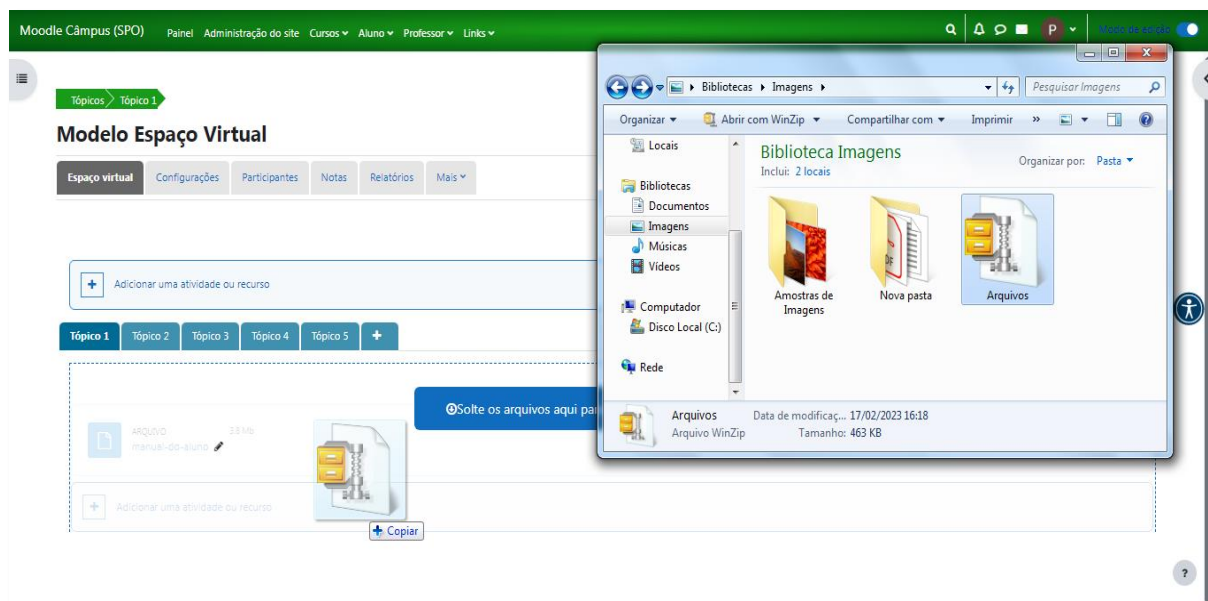 Moodle Câmpus (SPO) Painel Administração do site Cursos Aluno Professor Links P Modo de edição
Tópicos Tópico 1
Modelo Espaço Virtual
Espaço virtual Configurações Participantes Notas Relatórios Mais
+ Adicionar uma atividade ou recurso
Tópico 1 Tópico 2 Tópico 3 Tópico 4 Tópico 5 +
Solte os arquivos aqui par
ARQUIVO 2.8 Mb
manual-do-aluno
+ Adicionar uma atividade ou recurso
+ Copiar
Bibliotecas Imagens
Pesquisar Imagens
Organizar Abrir com WinZip Compartilhar com Imprimir »
Locais
Bibliotecas
Documentos
Imagens
Músicas
Vídeos
Computador
Disco Local (C:)
Rede
Biblioteca Imagens
Inclui: 2 locais
Organizar por: Pasta
Amostras de
Imagens
Nova pasta
Arquivos
Arquivos Data de modificaç... 17/02/2023 16:18
Arquivo WinZip Tamanho: 463 KB
?